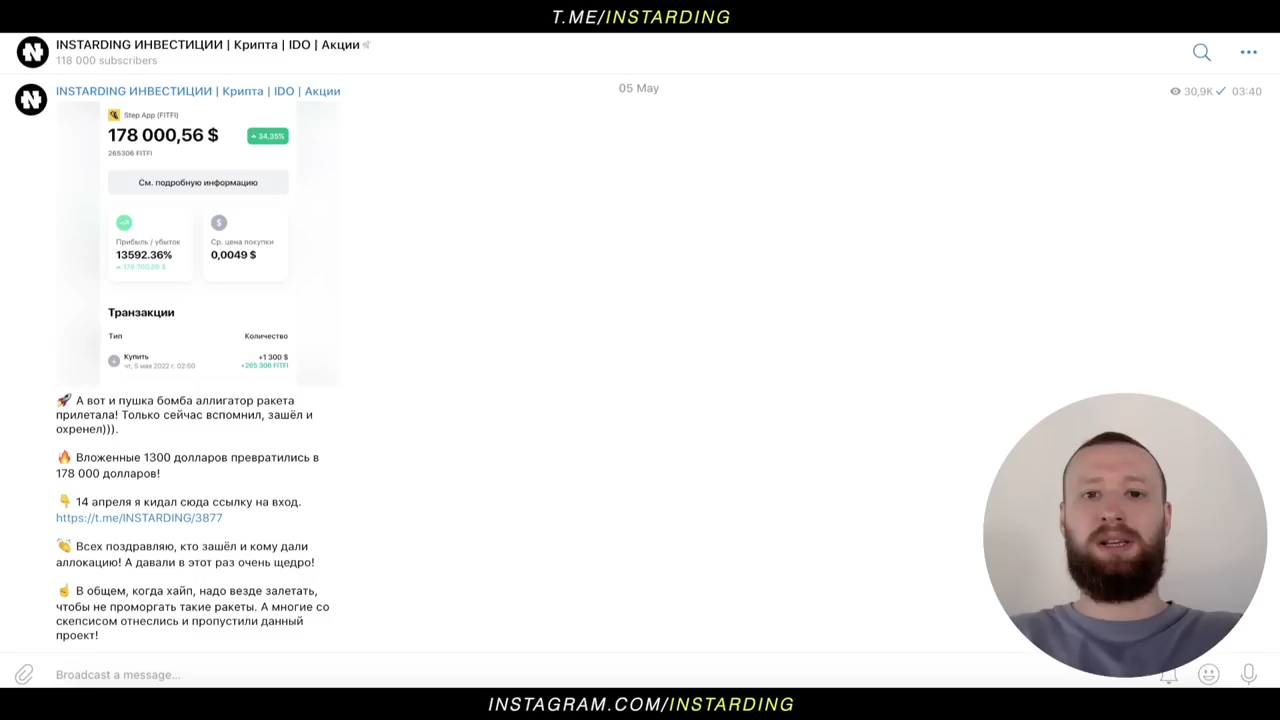 T.ME/INSTARDING
INSTARDING ИНВЕСТИЦИИ | Крипта | IDO | Акции
118 000 subscribers
INSTARDING ИНВЕСТИЦИИ | Крипта | IDO | Акции
05 May
30,9K 03:40
Step App (FITFI)
178 000,56 $
34,35%
265306 FITFI
См. подробную информацию
Прибыль / убыток
13592.36%
Ср. цена покупки
0,0049 $
Транзакции
Тип Количество
Купить +1 300 $
чт, 5 мая 2022 г. 02:50 +265 306 FITFI
🚀 А вот и пушка бомба аллигатор ракета
прилетала! Только сейчас вспомнил, зашёл и
охренел))).
🔥 Вложенные 1300 долларов превратились в
178 000 долларов!
👇 14 апреля я кидал сюда ссылку на вход.
https://t.me/INSTARDING/3877
👏 Всех поздравляю, кто зашёл и кому дали
аллокацию! А давали в этот раз очень щедро!
☝️ В общем, когда хайп, надо везде залетать,
чтобы не проморгать такие ракеты. А многие со
скепсисом отнеслись и пропустили данный
проект!
Broadcast a message...
INSTAGRAM.COM/INSTARDING